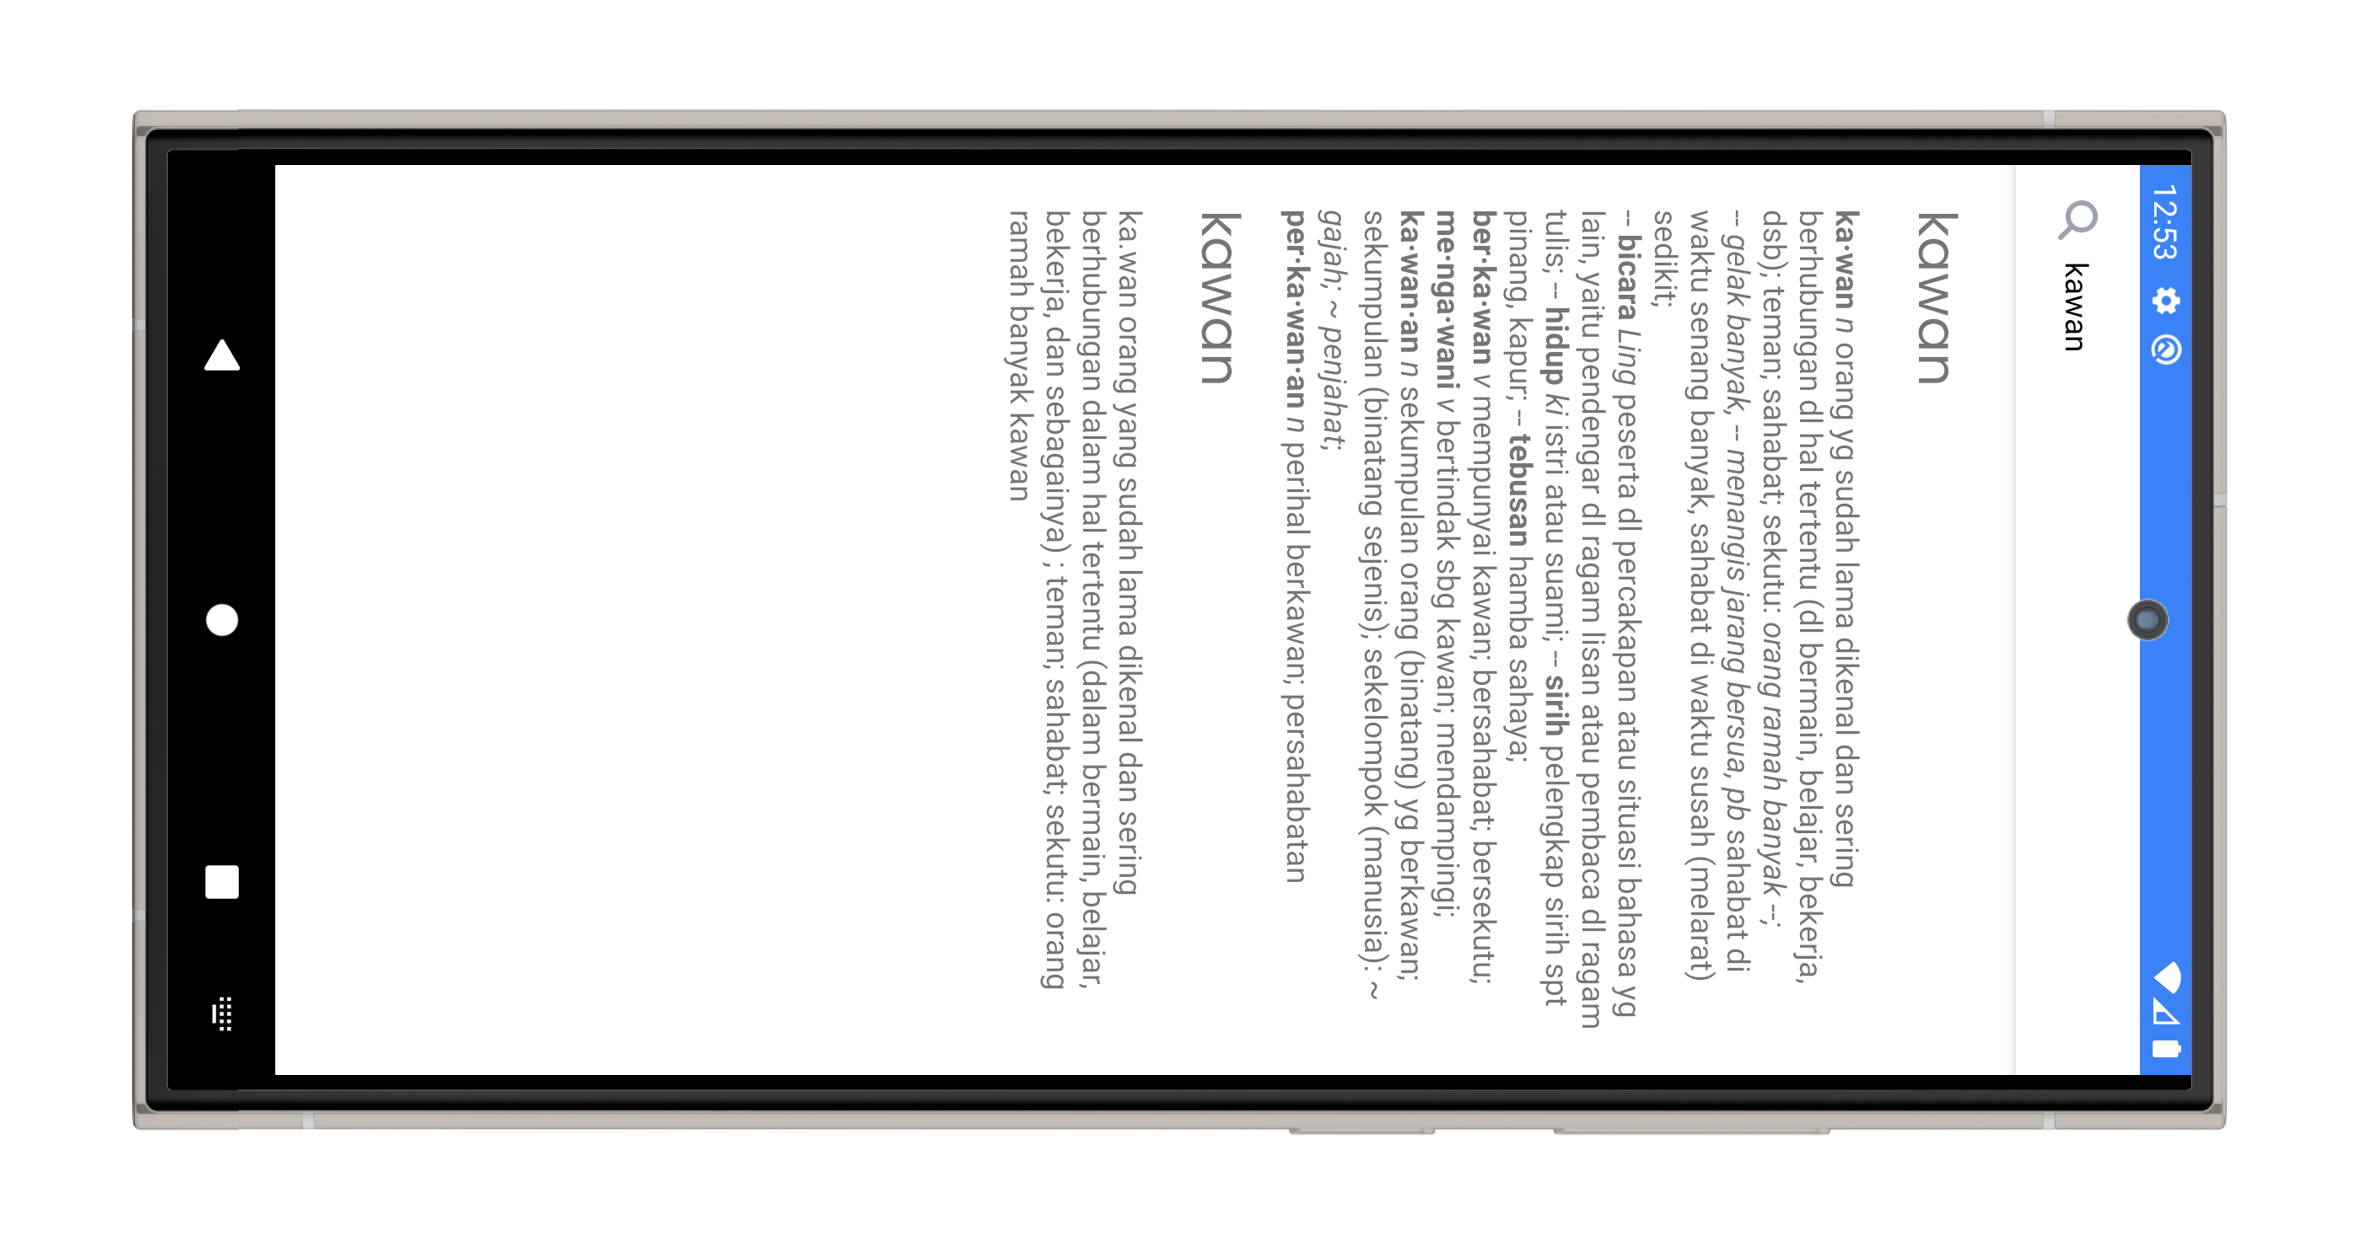 12:53
kawan
kawan
ka·wan n orang yg sudah lama dikenal dan sering
berhubungan dl hal tertentu (dl bermain, belajar, bekerja,
dsb); teman; sahabat; sekutu: orang ramah banyak --;
-- gelak banyak, -- menangis jarang bersua, pb sahabat di
waktu senang banyak, sahabat di waktu susah (melarat)
sedikit;
-- bicara Ling peserta dl percakapan atau situasi bahasa yg
lain, yaitu pendengar dl ragam lisan atau pembaca dl ragam
tulis; -- hidup ki istri atau suami; -- sirih pelengkap sirih spt
pinang, kapur; -- tebusan hamba sahaya;
ber·ka·wan v mempunyai kawan; bersahabat; bersekutu;
me·nga·wani v bertindak sbg kawan; mendampingi;
ka·wan·an n sekumpulan orang (binatang) yg berkawan;
sekumpulan (binatang sejenis); sekelompok (manusia): ~
gajah; ~ penjahat;
per·ka·wan·an n perihal berkawan; persahabatan
kawan
ka.wan orang yang sudah lama dikenal dan sering
berhubungan dalam hal tertentu (dalam bermain, belajar,
bekerja, dan sebagainya) ; teman; sahabat; sekutu: orang
ramah banyak kawan